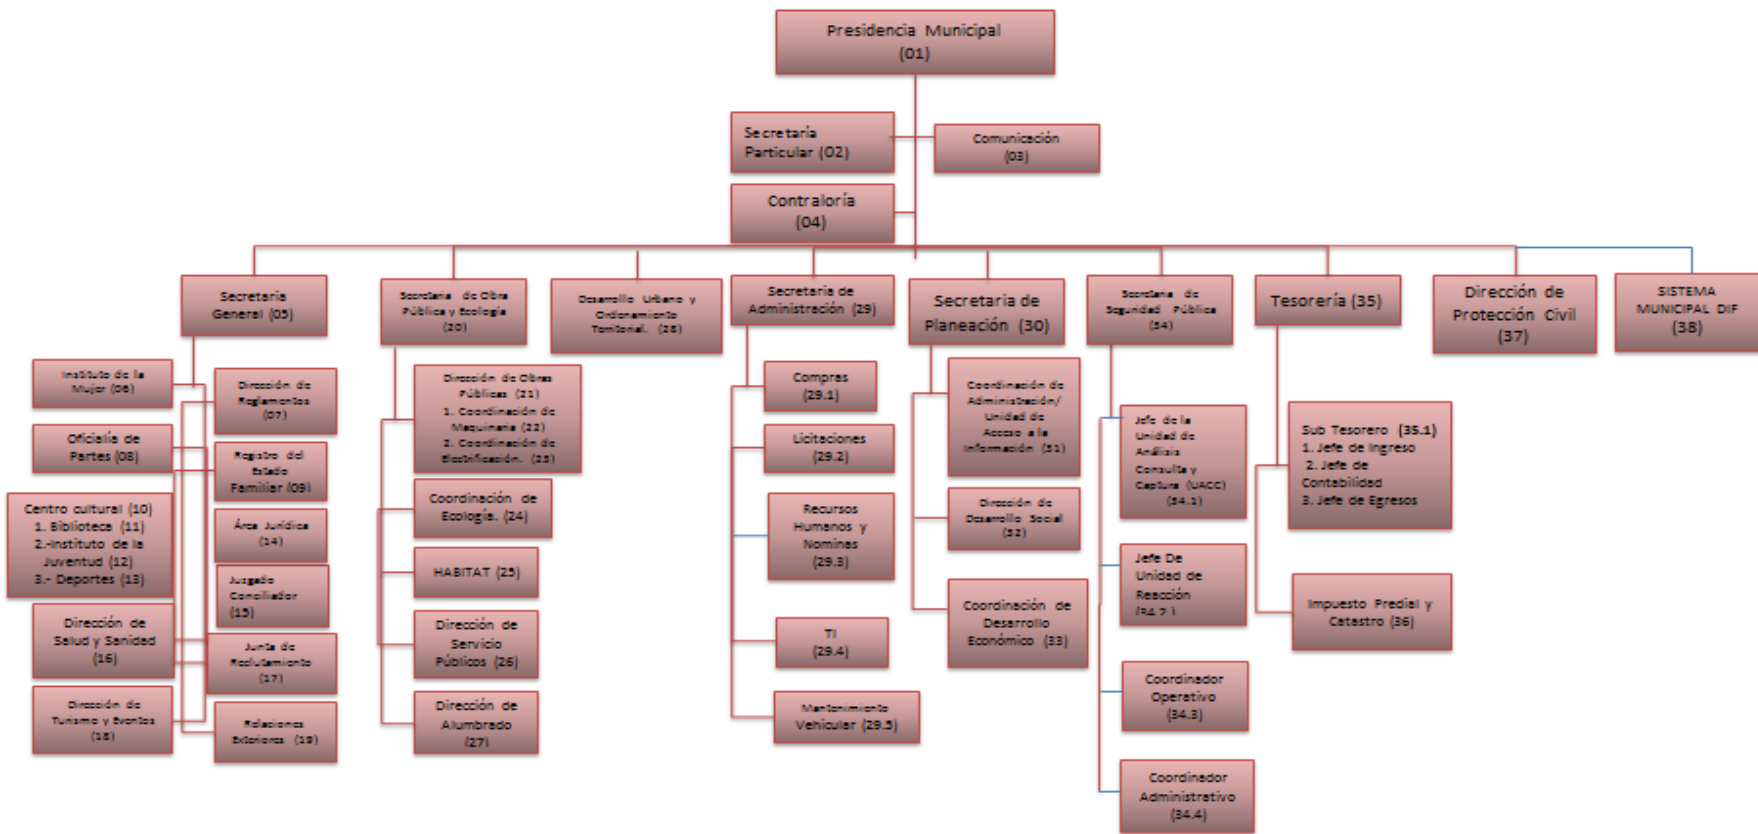 Presidencia Municipal
(01)
Secretaría
Particular (02)
Comunicación
(03)
Contraloría
(04)
Secretaria
General (05)
Secretaria de Obra
Pública y Ecología
(20)
Desarrollo Urbano y
Ordenamiento
Territorial. (28)
Secretaria de
Administración (29)
Secretaria de
Planeación (30)
Secretaria de
Seguridad Pública
(34)
Tesorería (35)
Dirección de
Protección Civil
(37)
SISTEMA
MUNICIPAL DIF
(38)
Instituto de la
Mujer (06)
Dirección de
Reglamentos
(07)
Oficialía de
Partes (08)
Registro del
Estado
Familiar (09)
Centro cultural (10)
1. Biblioteca (11)
2.-Instituto de la
Juventud (12)
3.- Deportes (13)
Área Jurídica
(14)
Juzgado
Conciliador
(15)
Dirección de
Salud y Sanidad
(16)
Junta de
Reclutamiento
(17)
Dirección de
Turismo y Eventos
(18)
Relaciones
Exteriores (19)
Dirección de Obras
Públicas (21)
1. Coordinación de
Maquinaria (22)
2. Coordinación de
Electrificación. (23)
Coordinación de
Ecología. (24)
HABITAT (25)
Dirección de
Servicio
Públicos (26)
Dirección de
Alumbrado
(27)
Compras
(29.1)
Licitaciones
(29.2)
Recursos
Humanos y
Nominas
(29.3)
TI
(29.4)
Mantenimiento
Vehicular (29.5)
Coordinación de
Administración/
Unidad de
Acceso a la
Información (31)
Dirección de
Desarrollo Social
(32)
Coordinación de
Desarrollo
Económico (33)
Jefe de la
Unidad de
Análisis
Consulta y
Captura (UACC)
(34.1)
Jefe De
Unidad de
Reacción
(34.2)
Coordinador
Operativo
(34.3)
Coordinador
Administrativo
(34.4)
Sub Tesorero (35.1)
1. Jefe de Ingreso
2. Jefe de
Contabilidad
3. Jefe de Egresos
Impuesto Predial y
Catastro (36)